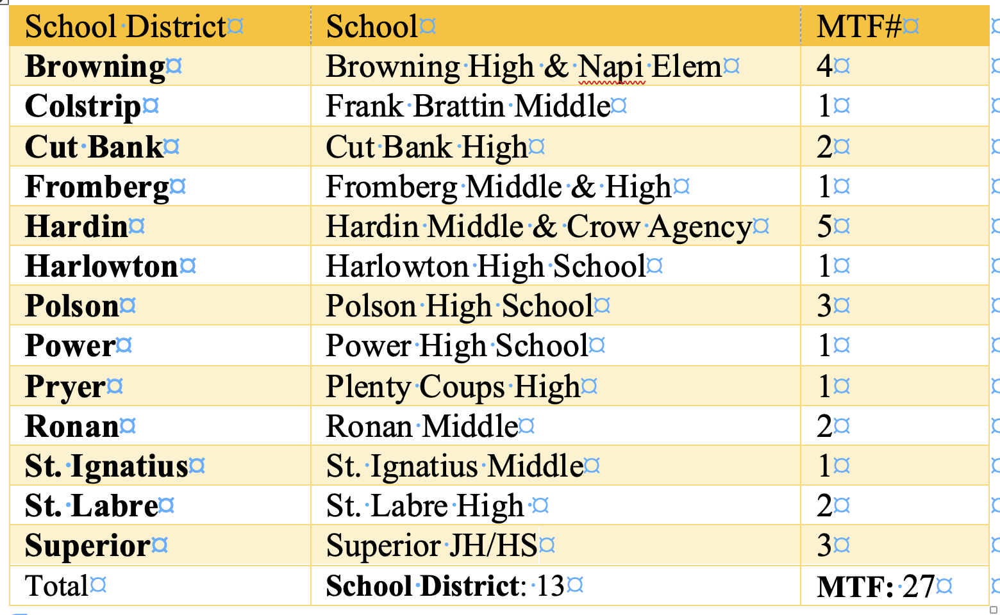 School District School MTF#
Browning Browning High & Napi Elem 4
Colstrip Frank Brattin Middle 1
Cut Bank Cut Bank High 2
Fromberg Fromberg Middle & High 1
Hardin Hardin Middle & Crow Agency 5
Harlowton Harlowton High School 1
Polson Polson High School 3
Power Power High School 1
Pryer Plenty Coups High 1
Ronan Ronan Middle 2
St. Ignatius St. Ignatius Middle 1
St. Labre St. Labre High 2
Superior Superior JH/HS 3
Total School District: 13 MTF: 27